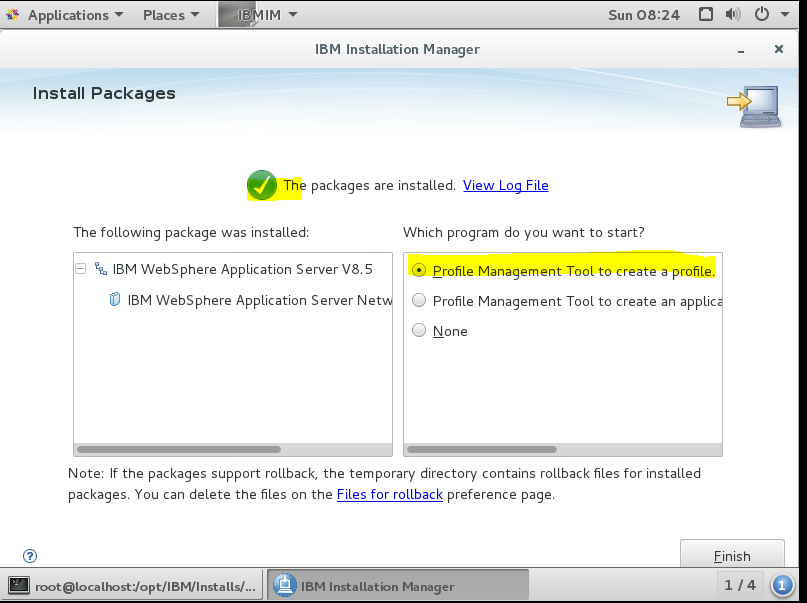 Applications Places IBMIM Sun 08:24
IBM Installation Manager
Install Packages
The packages are installed. View Log File
The following package was installed:
Which program do you want to start?
IBM WebSphere Application Server V8.5
IBM WebSphere Application Server Netw
Profile Management Tool to create a profile.
Profile Management Tool to create an applica
None
Note: If the packages support rollback, the temporary directory contains rollback files for installed
packages. You can delete the files on the Files for rollback preference page.
?
Finish
root@localhost:/opt/IBM/Installs/... IBM Installation Manager 1 / 4 1